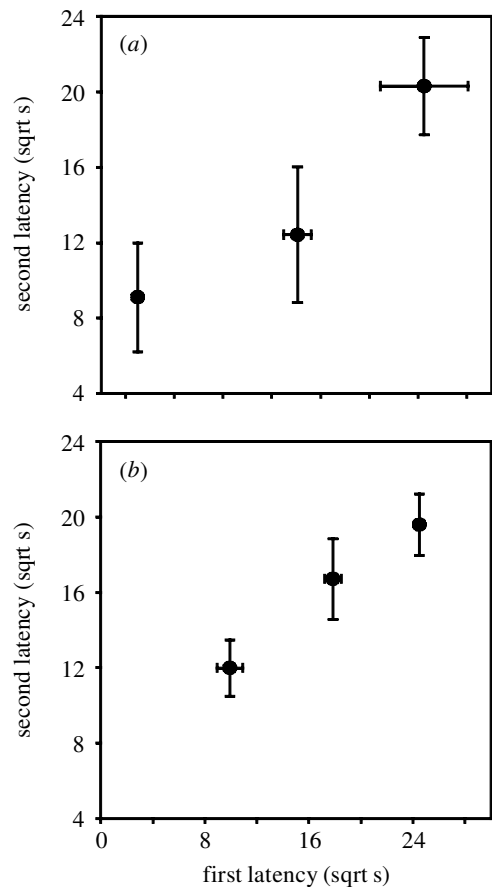 24
(a)
20
16
12
8
4
second latency (sqrt s)
24
(b)
20
16
12
8
4
second latency (sqrt s)
0 8 16 24
first latency (sqrt s)